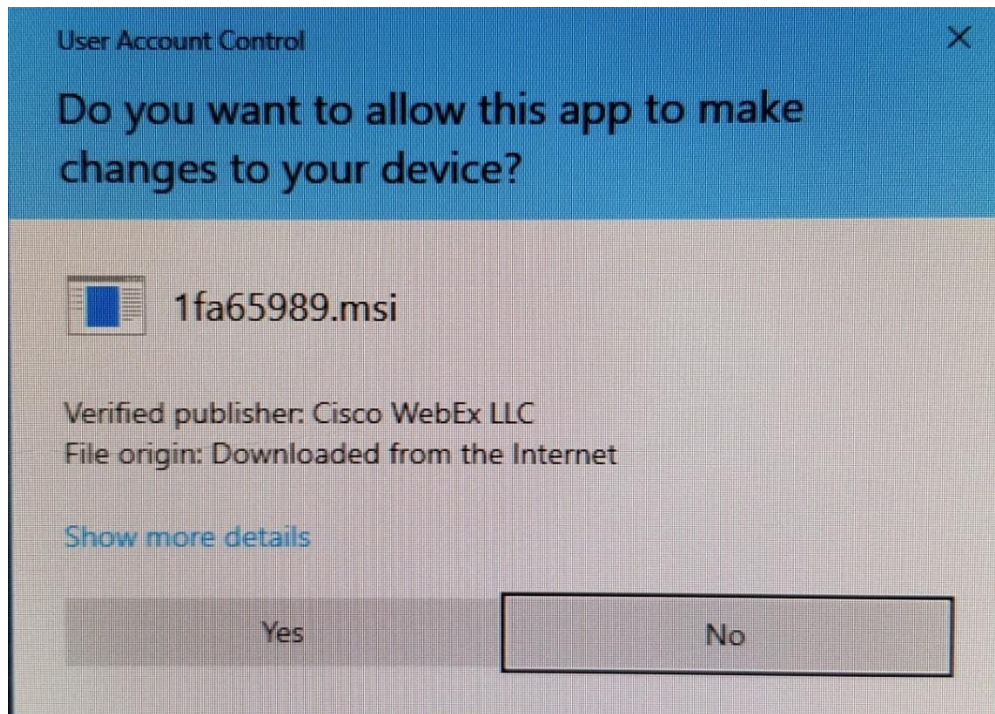 User Account Control
Do you want to allow this app to make
changes to your device?
1fa65989.msi
Verified publisher: Cisco WebEx LLC
File origin: Downloaded from the Internet
Show more details
Yes
No